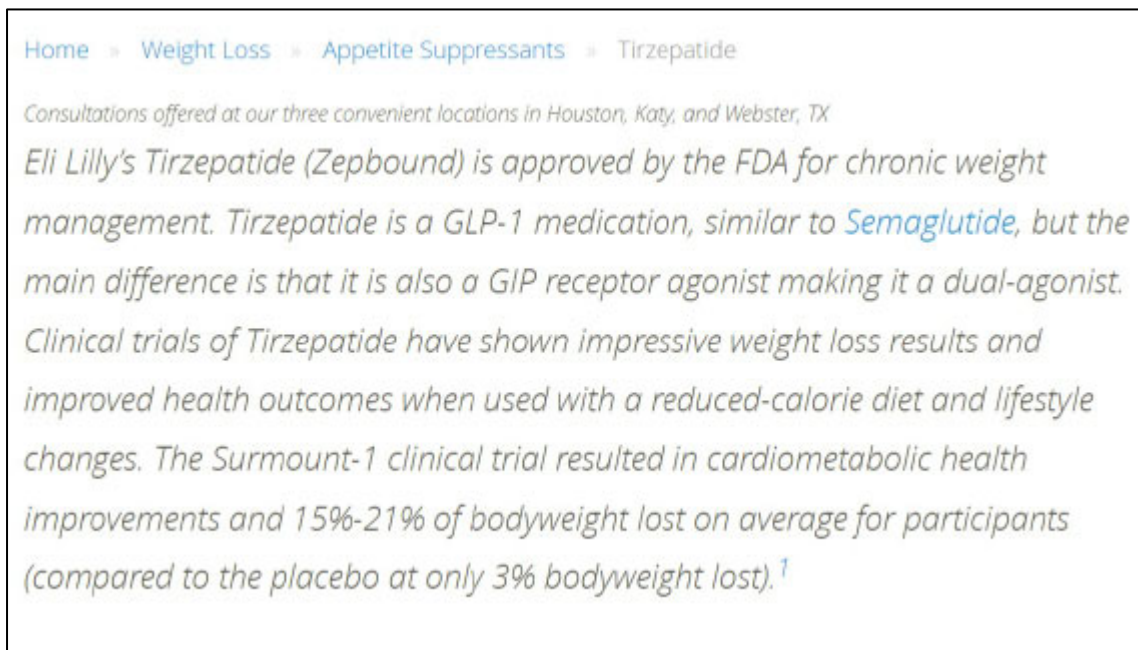 Home » Weight Loss » Appetite Suppressants » Tirzepatide
Consultations offered at our three convenient locations in Houston, Katy, and Webster, TX
Eli Lilly's Tirzepatide (Zepbound) is approved by the FDA for chronic weight
management. Tirzepatide is a GLP-1 medication, similar to Semaglutide, but the
main difference is that it is also a GIP receptor agonist making it a dual-agonist.
Clinical trials of Tirzepatide have shown impressive weight loss results and
improved health outcomes when used with a reduced-calorie diet and lifestyle
changes. The Surmount-1 clinical trial resulted in cardiometabolic health
improvements and 15%-21% of bodyweight lost on average for participants
(compared to the placebo at only 3% bodyweight lost).1